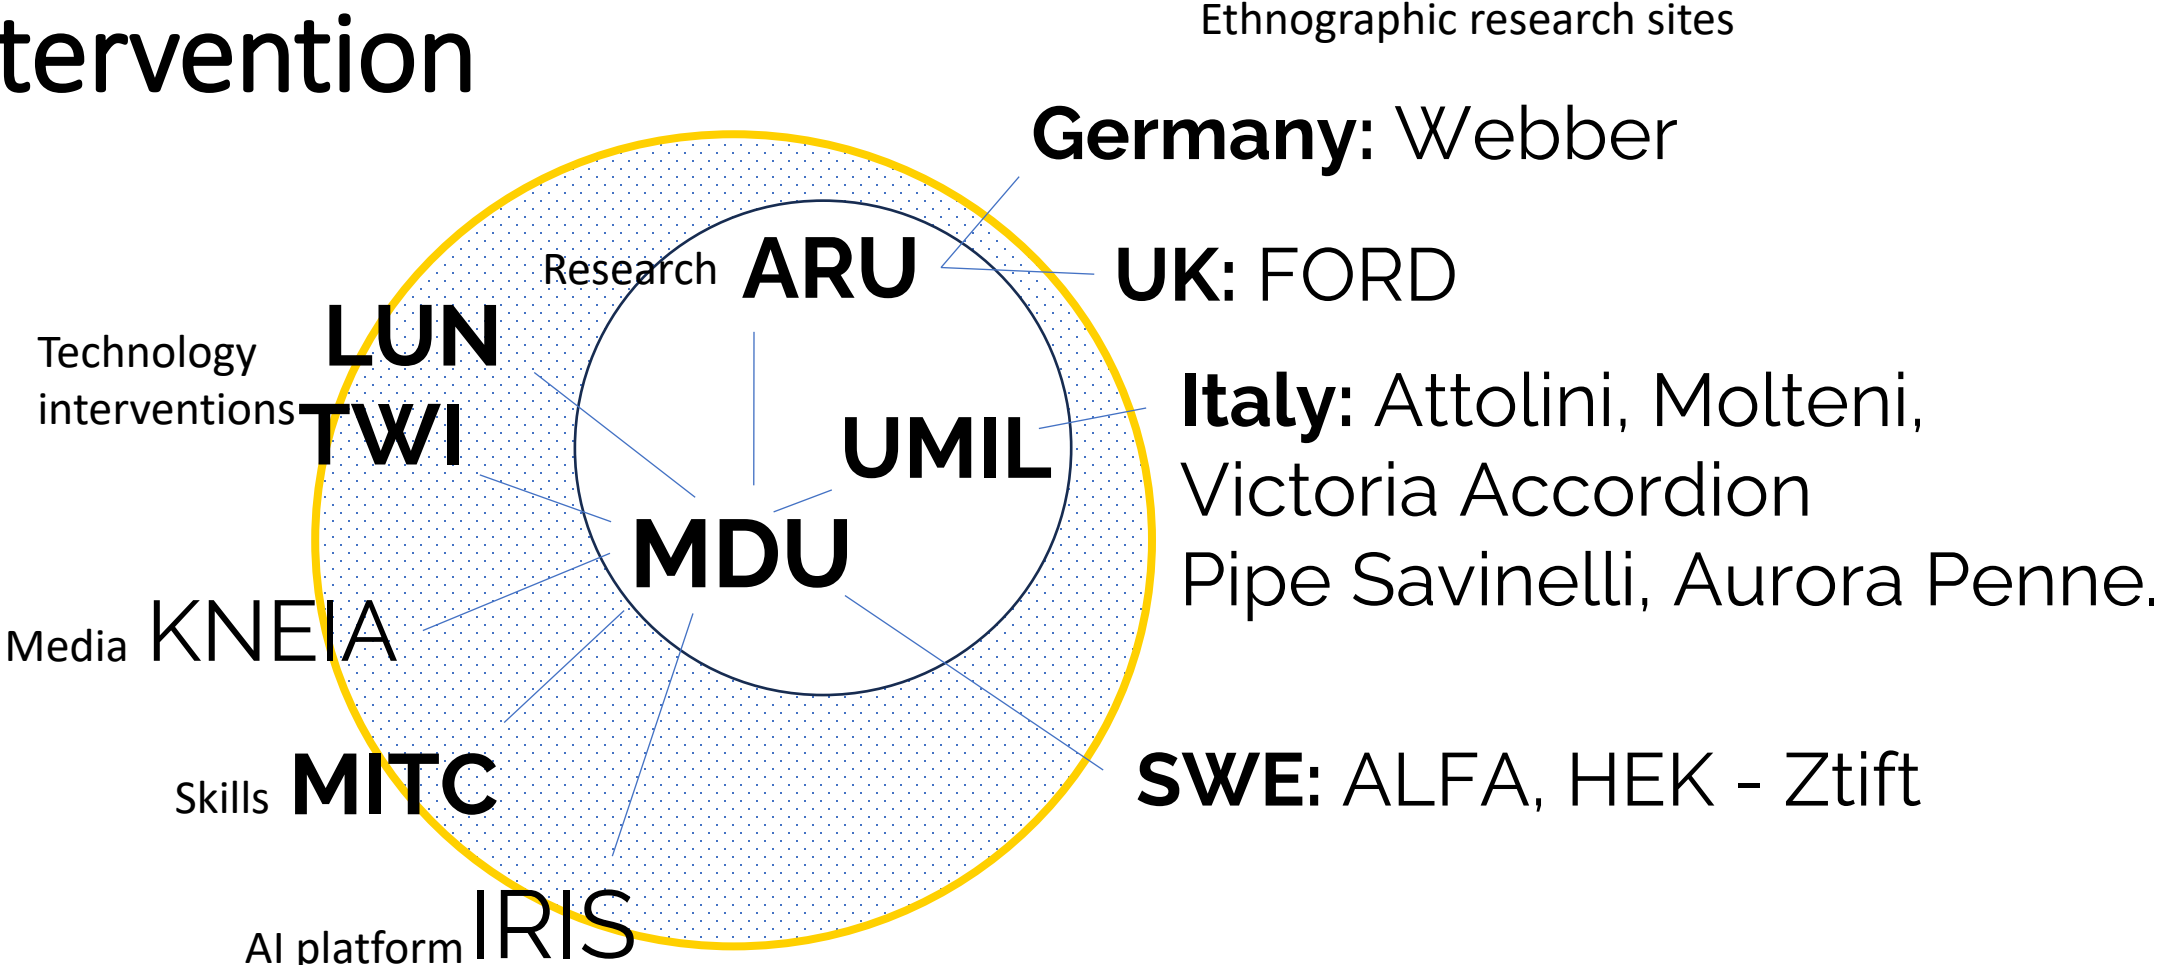 tervention
Ethnographic research sites
Germany: Webber
Research ARU
UK: FORD
LUN
Technology
interventions TWI
Italy: Attolini, Molteni,
Victoria Accordion
Pipe Savinelli, Aurora Penne.
UMIL
MDU
Media KNEIA
SWE: ALFA, HEK - Ztift
Skills MITC
AI platform IRIS